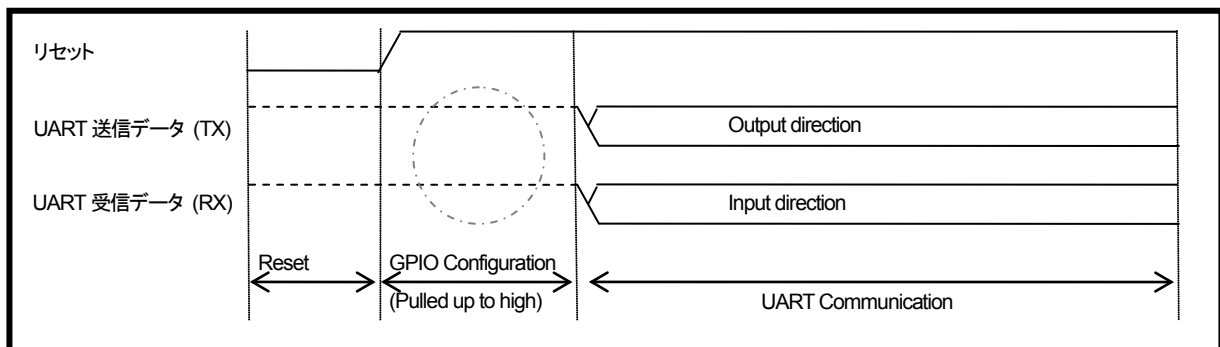 リセット
UART 送信データ (TX)
Output direction
UART 受信データ (RX)
Input direction
Reset
GPIO Configuration
(Pulled up to high)
UART Communication